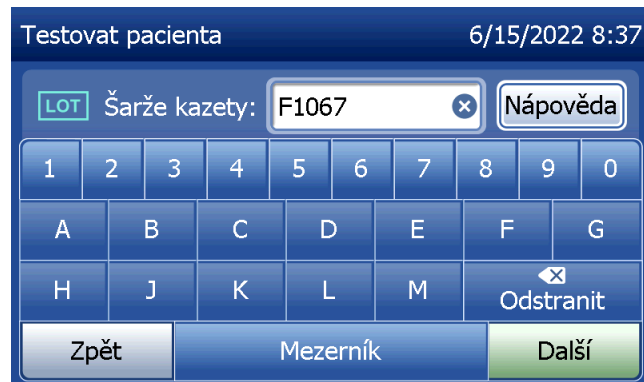 Testovat pacienta 6/15/2022 8:37
LOT Šarže kazety: F1067 Nápověda
1 2 3 4 5 6 7 8 9 0
A B C D E F G
H J K L M Odstranit
Zpět Mezerník Další